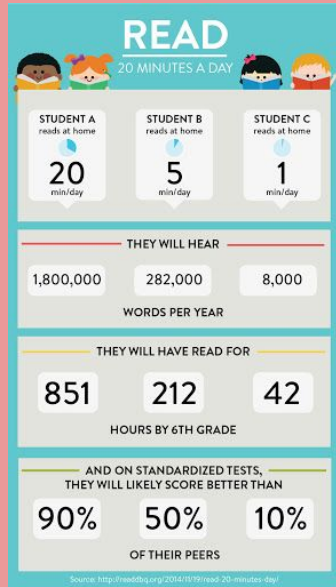 READ
20 MINUTES A DAY
STUDENT A
reads at home
20
min/day
STUDENT B
reads at home
5
min/day
STUDENT C
reads at home
1
min/day
THEY WILL HEAR
1,800,000 282,000 8,000
WORDS PER YEAR
THEY WILL HAVE READ FOR
851 212 42
HOURS BY 6TH GRADE
AND ON STANDARDIZED TESTS,
THEY WILL LIKELY SCORE BETTER THAN
90% 50% 10%
OF THEIR PEERS
Source: http://readdbq.org/2014/11/19/read-20-minutes-day/